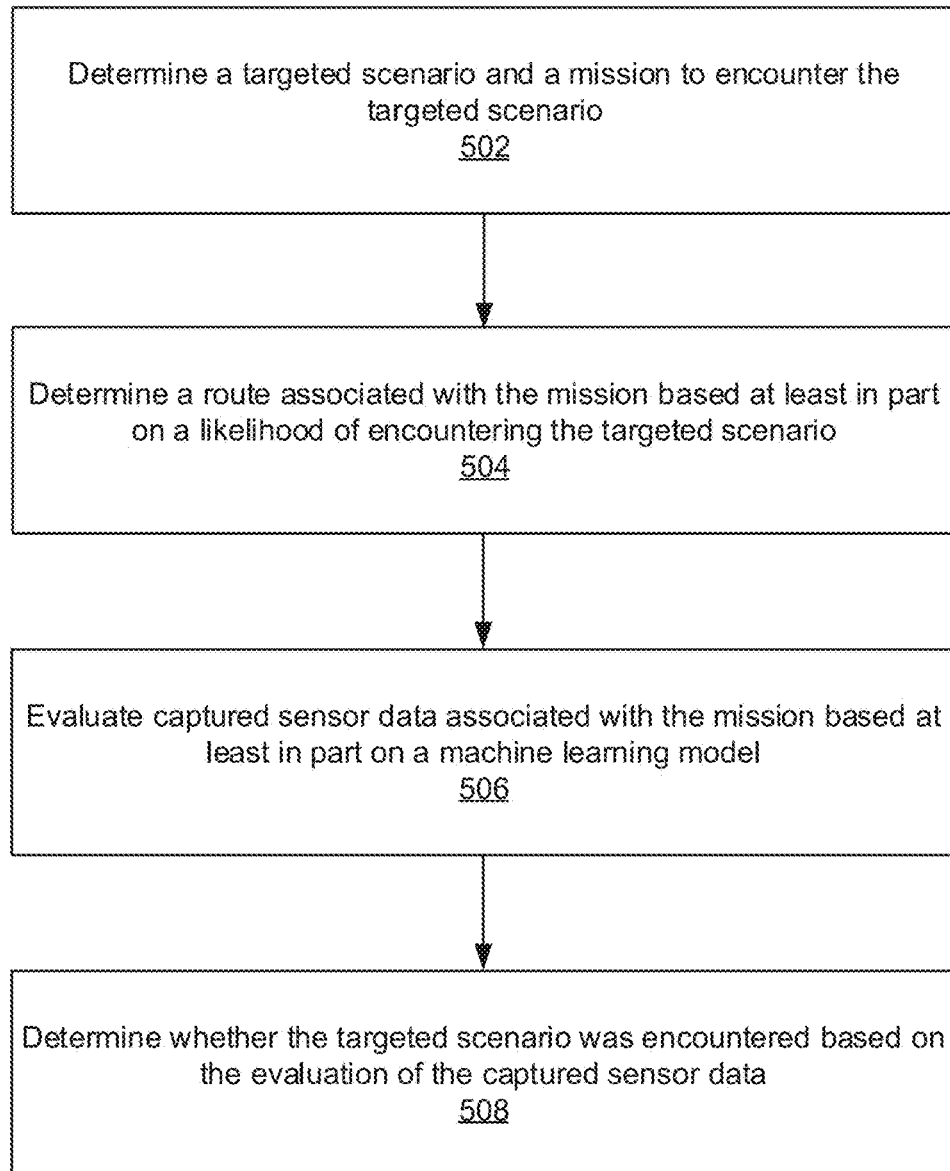 Determine a targeted scenario and a mission to encounter the
targeted scenario
502
Determine a route associated with the mission based at least in part
on a likelihood of encountering the targeted scenario
504
Evaluate captured sensor data associated with the mission based at
least in part on a machine learning model
506
Determine whether the targeted scenario was encountered based on
the evaluation of the captured sensor data
508